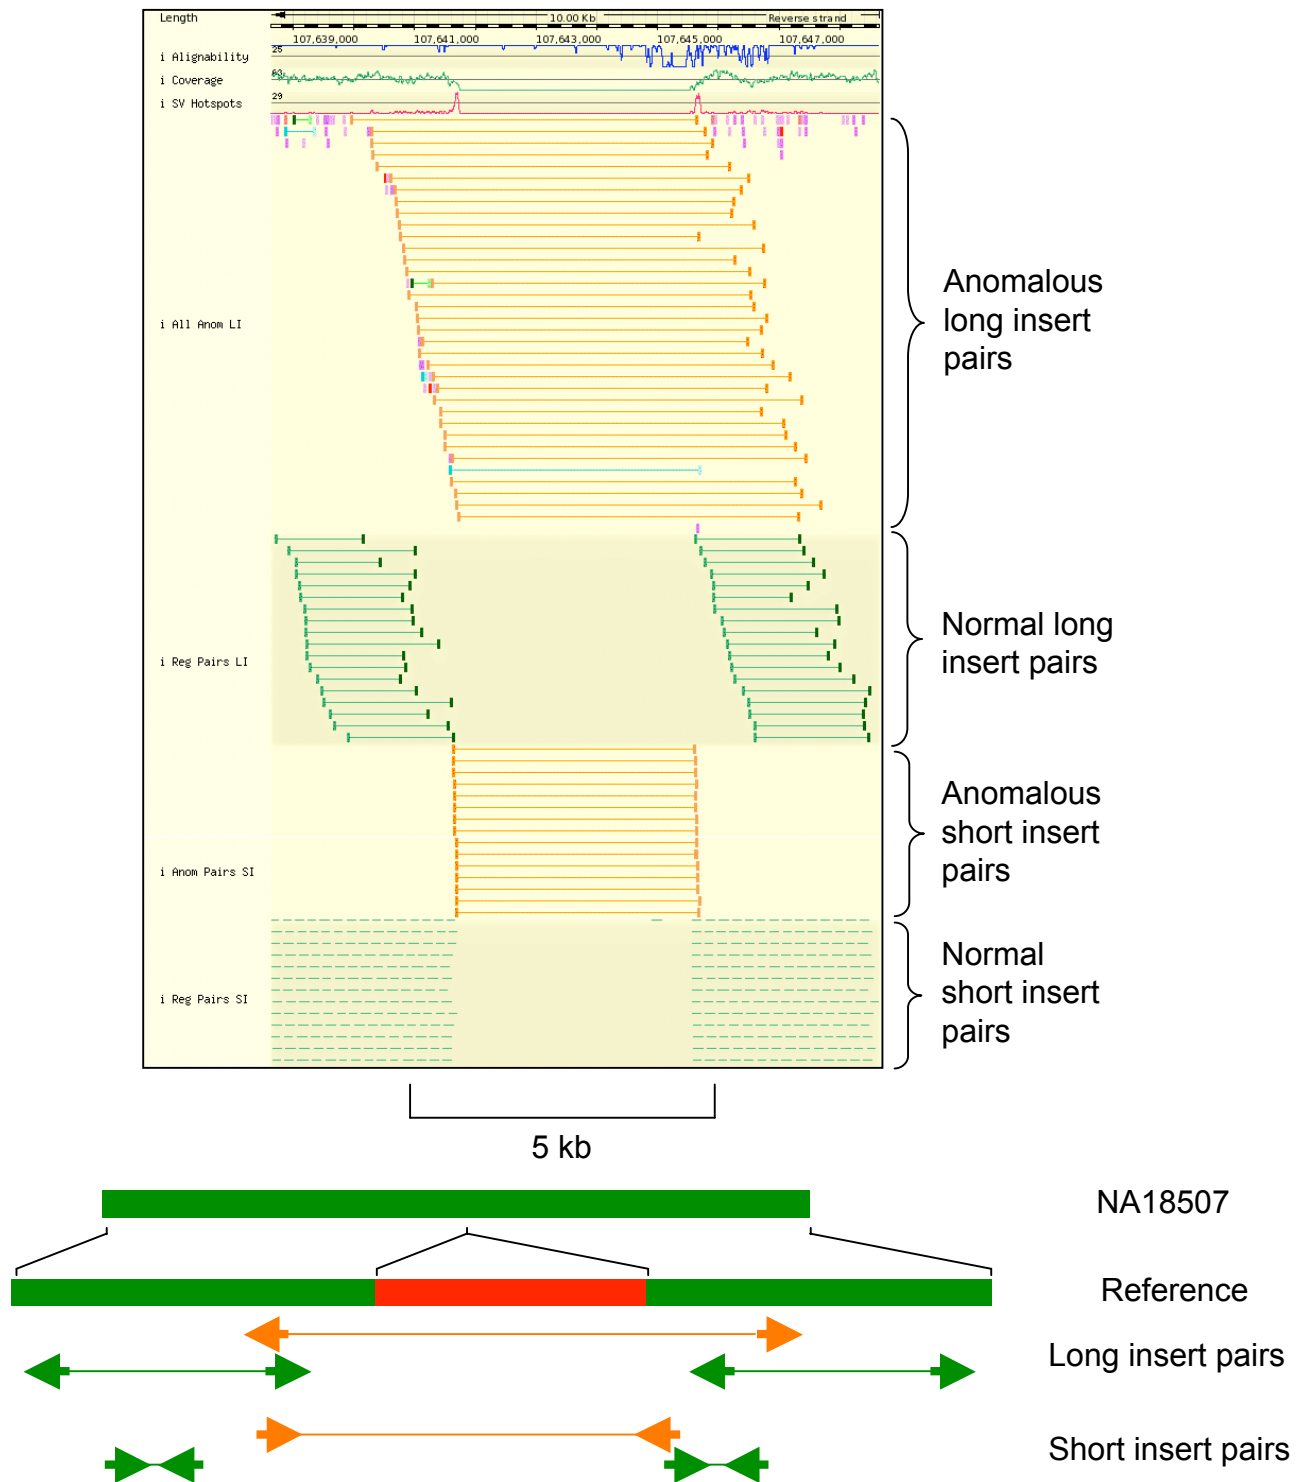 Length
10.00 Kb
Reverse strand
107,639,000
107,641,000
107,643,000
107,645,000
107,647,000
i Alignability
25
i Coverage
63
i SV Hotspots
29
i All Anom LI
Anomalous
long insert
pairs
i Reg Pairs LI
Normal long
insert pairs
i Anom Pairs SI
Anomalous
short insert
pairs
i Reg Pairs SI
Normal
short insert
pairs
5 kb
NA18507
Reference
Long insert pairs
Short insert pairs